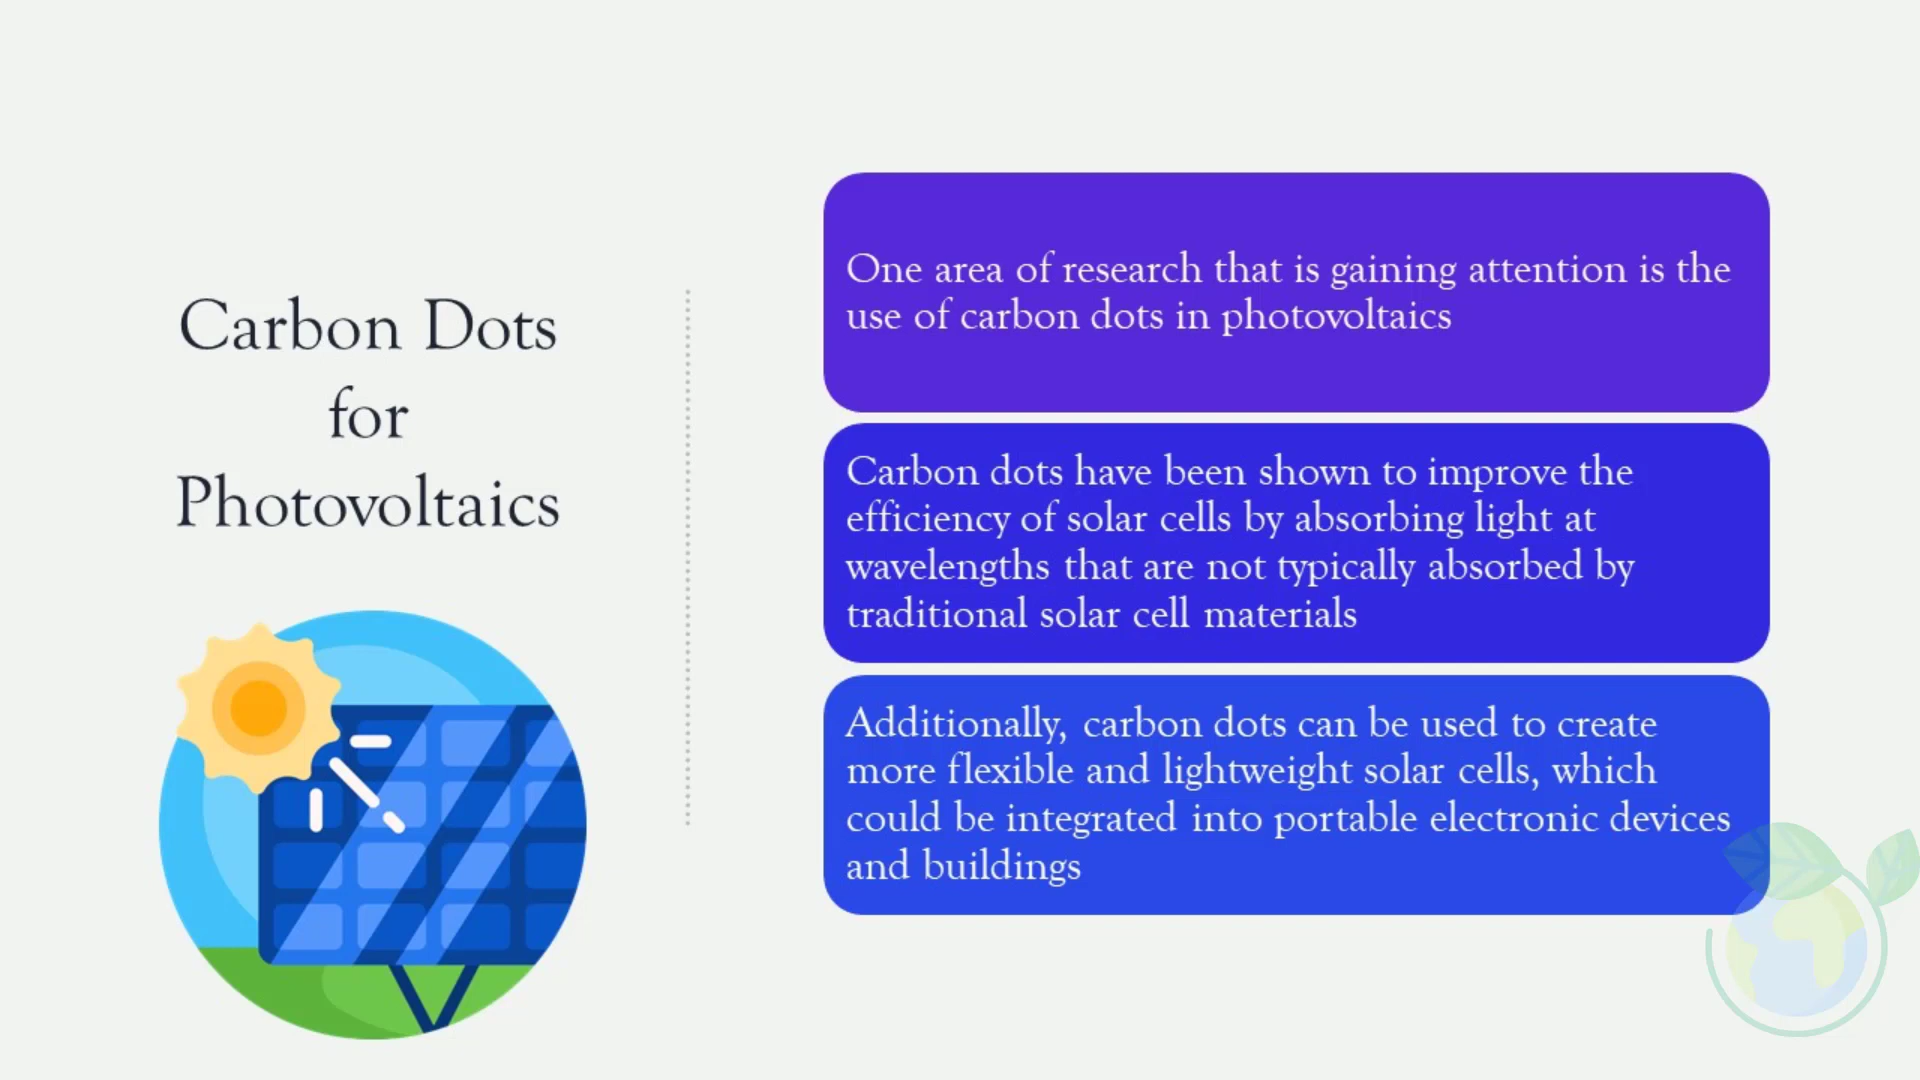 Carbon Dots
for
Photovoltaics
One area of research that is gaining attention is the
use of carbon dots in photovoltaics
Carbon dots have been shown to improve the
efficiency of solar cells by absorbing light at
wavelengths that are not typically absorbed by
traditional solar cell materials
Additionally, carbon dots can be used to create
more flexible and lightweight solar cells, which
could be integrated into portable electronic devices
and buildings